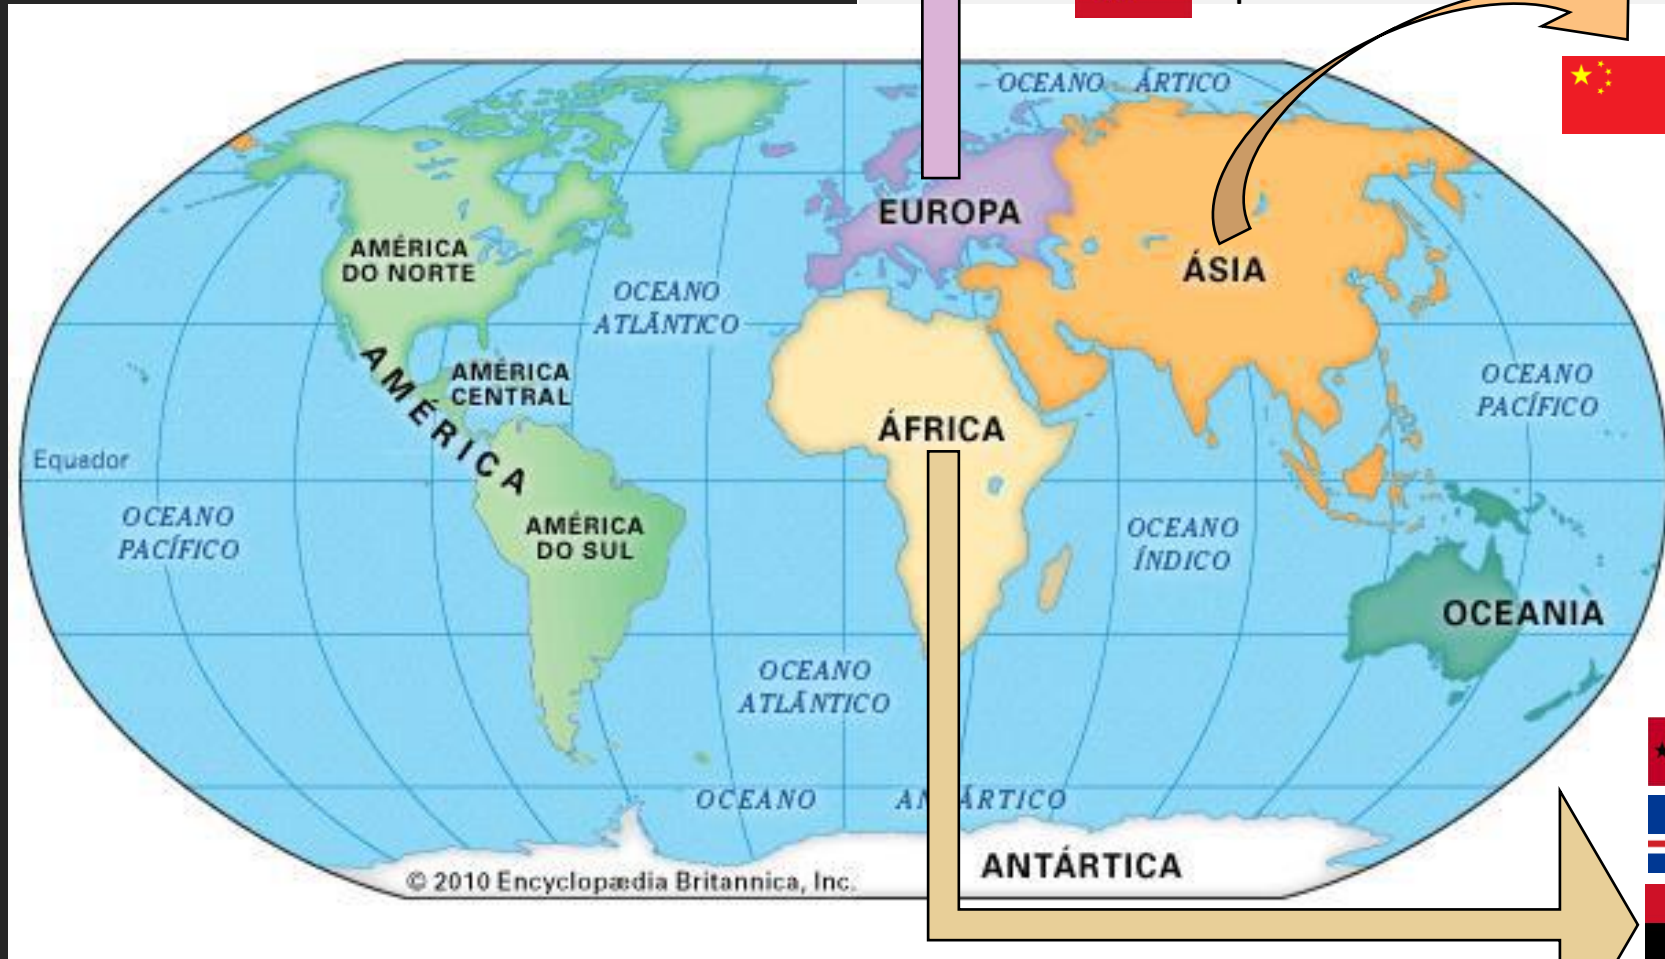 OCEANO ÁRTICO
EUROPA
AMÉRICA
DO NORTE
ÁSIA
OCEANO
ATLÂNTICO
AMÉRICA
CENTRAL
AMÉRICA
OCEANO
PACÍFICO
ÁFRICA
Equador
OCEANO
PACÍFICO
AMÉRICA
DO SUL
OCEANO
ÍNDICO
OCEANIA
OCEANO
ATLÂNTICO
OCEANO ANTÁRTICO
ANTÁRTICA
© 2010 Encyclopædia Britannica, Inc.